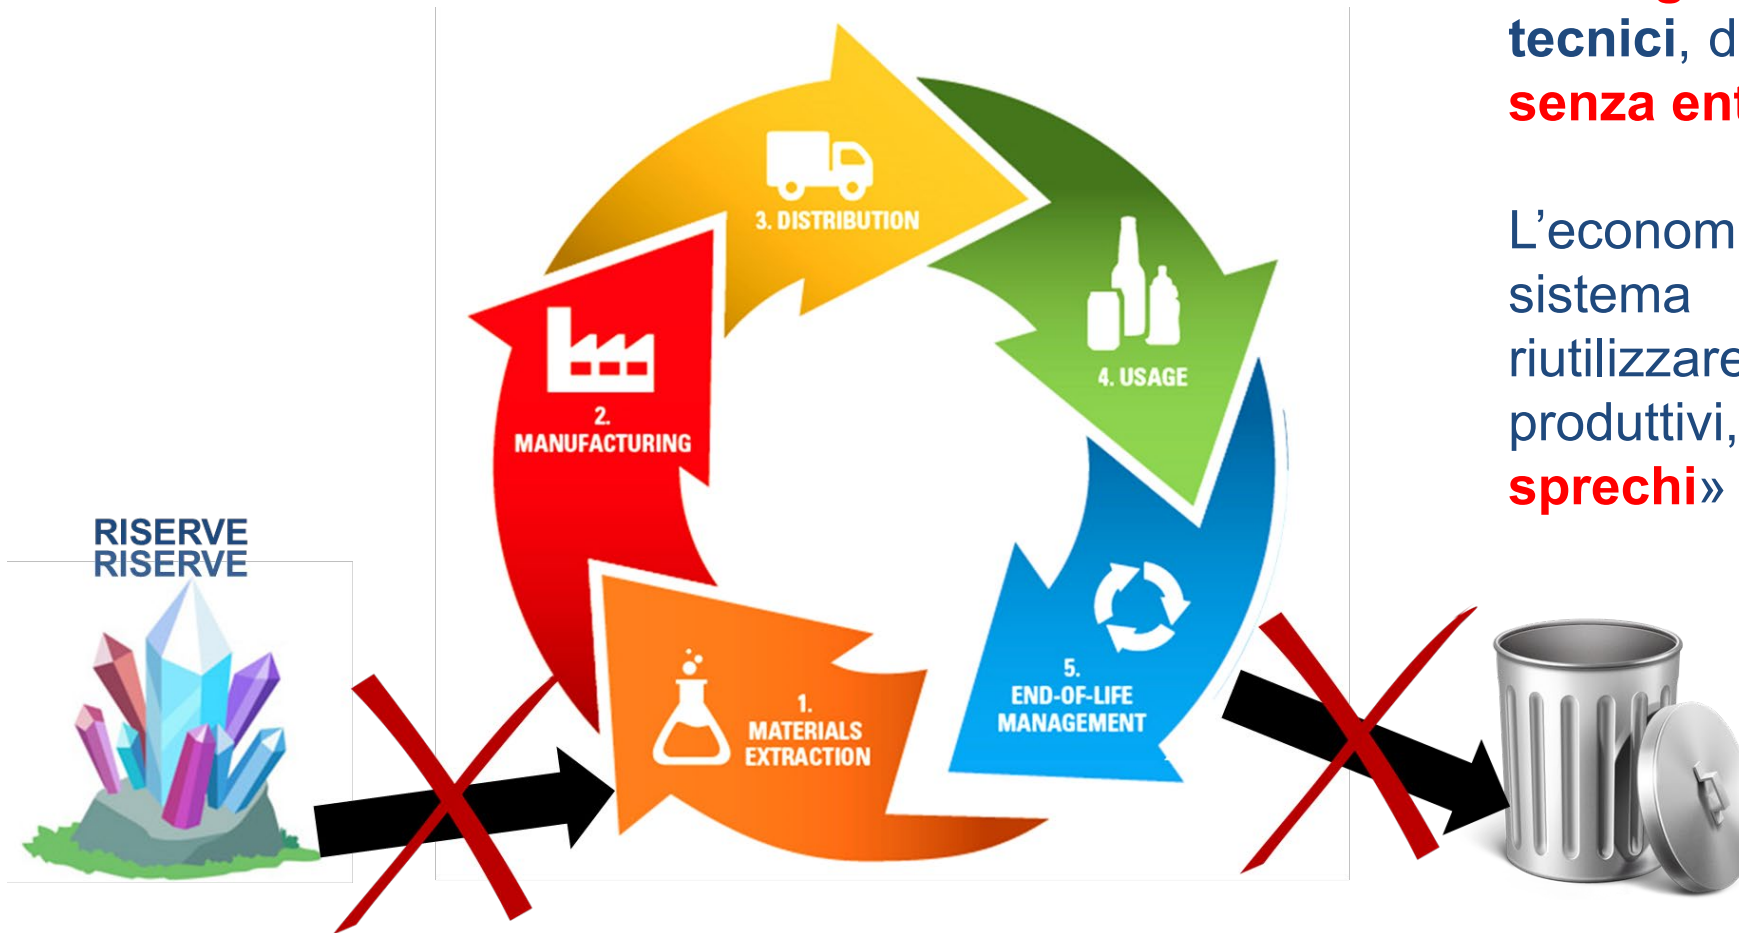 tecnici, d
senza ent
L’econom
sistema
riutilizzare
produttivi,
sprechi»
3. DISTRIBUTION
4. USAGE
2.
MANUFACTURING
RISERVE
RISERVE
5.
END-OF-LIFE
MANAGEMENT
1.
MATERIALS
EXTRACTION